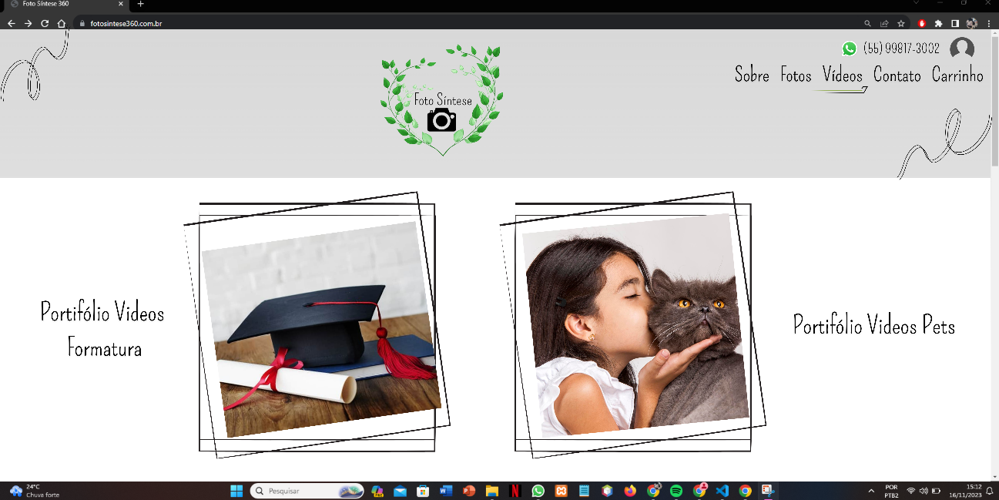 Foto Síntese 360
fotosintese360.com.br
(55) 99817-3002
Sobre Fotos Vídeos Contato Carrinho
Foto Síntese
Portifólio Videos
Formatura
Portifólio Videos Pets
24°C
Chuva forte
Pesquisar
POR
PTB2
15:12
16/11/2023